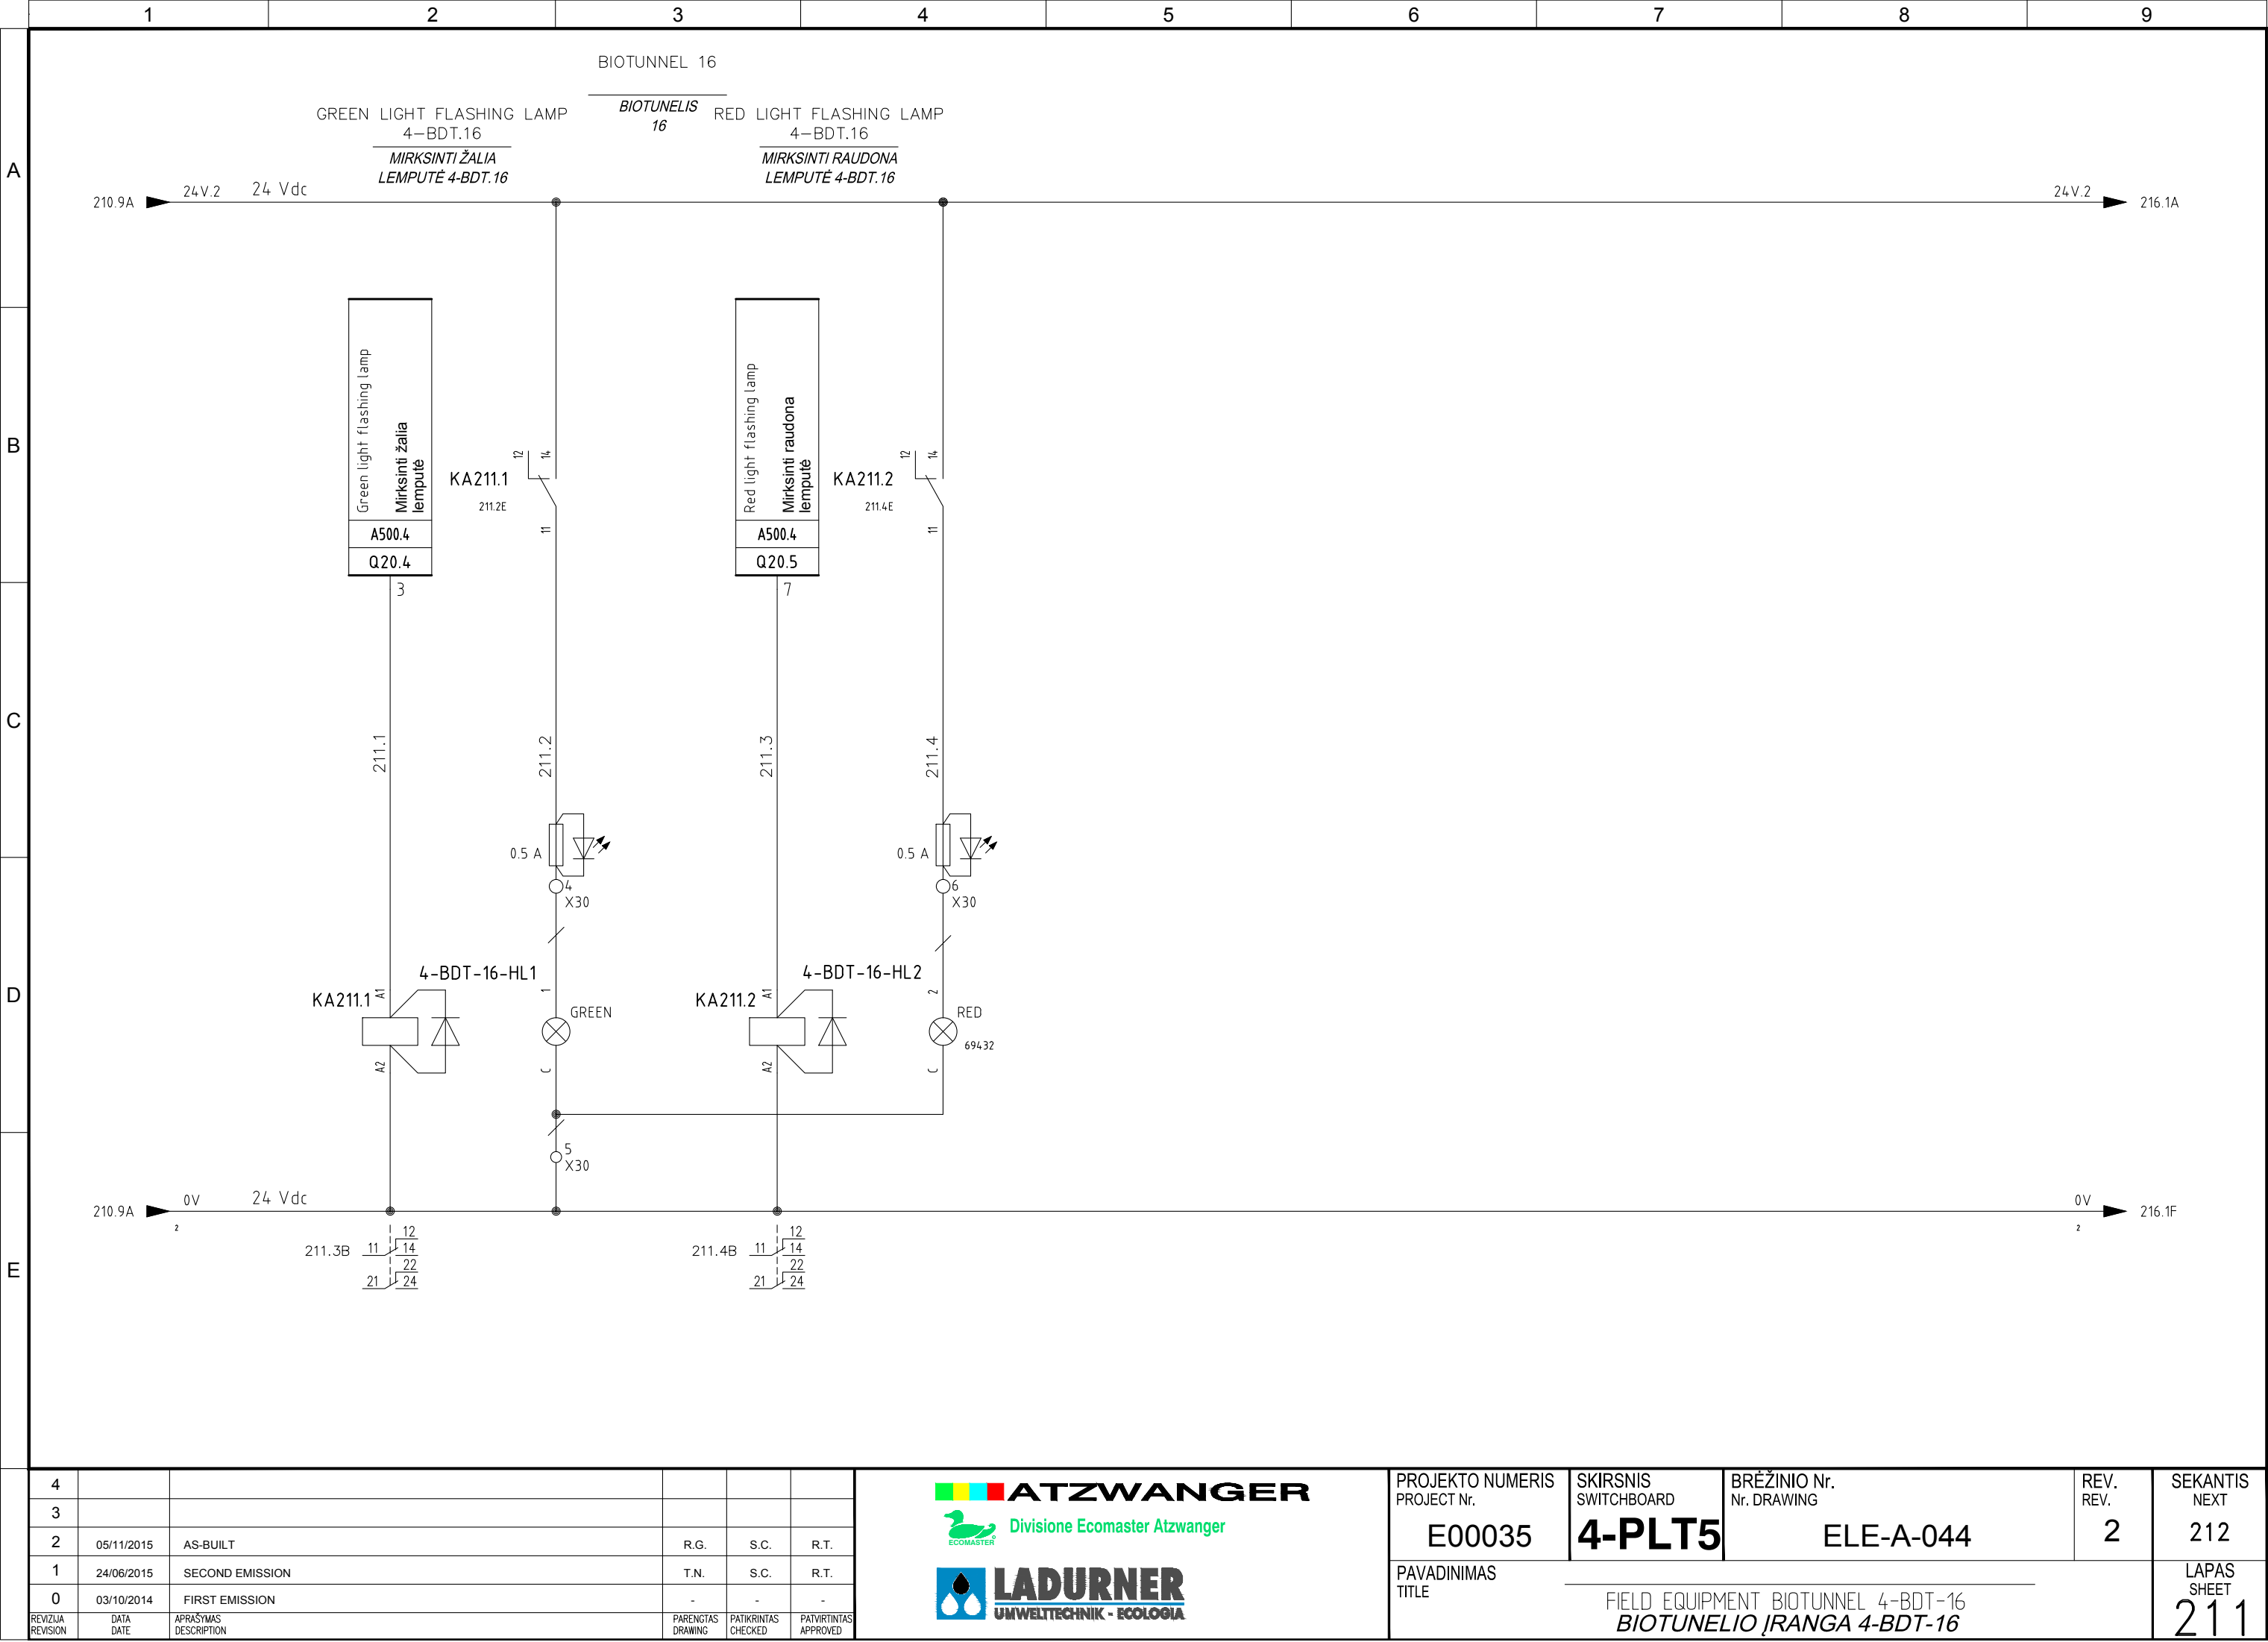 1 2 3 4 5 6 7 8 9
BIOTUNNEL 16
BIOTUNELIS
16
GREEN LIGHT FLASHING LAMP
4-BDT.16
MIRKSINTI ŽALIA
LEMPUTĖ 4-BDT.16
RED LIGHT FLASHING LAMP
4-BDT.16
MIRKSINTI RAUDONA
LEMPUTĖ 4-BDT.16
A
210.9A 24V.2 24 Vdc
24V.2 216.1A
B
Green light flashing lamp
Mirksinti žalia
lemputė
A500.4
Q20.4
3
KA211.1
211.2E
12 14
11
Red light flashing lamp
Mirksinti raudona
lemputė
A500.4
Q20.5
7
KA211.2
211.4E
12 14
11
C
211.1
211.2
211.3
211.4
0.5 A
4
X30
0.5 A
6
X30
D
KA211.1
A1
A2
4-BDT-16-HL1
1
GREEN
C
KA211.2
A1
A2
4-BDT-16-HL2
2
RED
69432
C
5
X30
E
210.9A 0V 24 Vdc
2
0V 216.1F
2
211.3B 11 12
14
22
21 24
211.4B 11 12
14
22
21 24
4
3
2 05/11/2015 AS-BUILT R.G. S.C. R.T.
1 24/06/2015 SECOND EMISSION T.N. S.C. R.T.
0 03/10/2014 FIRST EMISSION - - -
REVIZIJA DATA APRAŠYMAS PARENGTAS PATIKRINTAS PATVIRTINTAS
REVISION DATE DESCRIPTION DRAWING CHECKED APPROVED
ATZWANGER
ECOMASTER
Divisione Ecomaster Atzwanger
LADURNER
UMWELTTECHNIK - ECOLOGIA
PROJEKTO NUMERIS
PROJECT Nr.
E00035
SKIRSNIS
SWITCHBOARD
4-PLT5
BRĖŽINIO Nr.
Nr. DRAWING
ELE-A-044
REV.
REV.
2
SEKANTIS
NEXT
212
PAVADINIMAS
TITLE
FIELD EQUIPMENT BIOTUNNEL 4-BDT-16
BIOTUNELIO ĮRANGA 4-BDT-16
LAPAS
SHEET
211